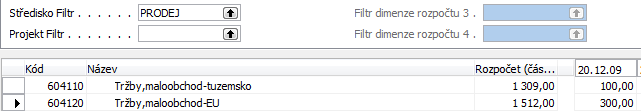 Středisko Filtr . . . . . . PRODEJ Filtr dimenze rozpočtu 3 .
Projekt Filtr . . . . . . . . Filtr dimenze rozpočtu 4 .
Kód Název Rozpočet (čás... 20.12.09
604110 Tržby,maloobchod-tuzemsko 1 309,00 100,00
604120 Tržby,maloobchod-EU 1 512,00 300,00